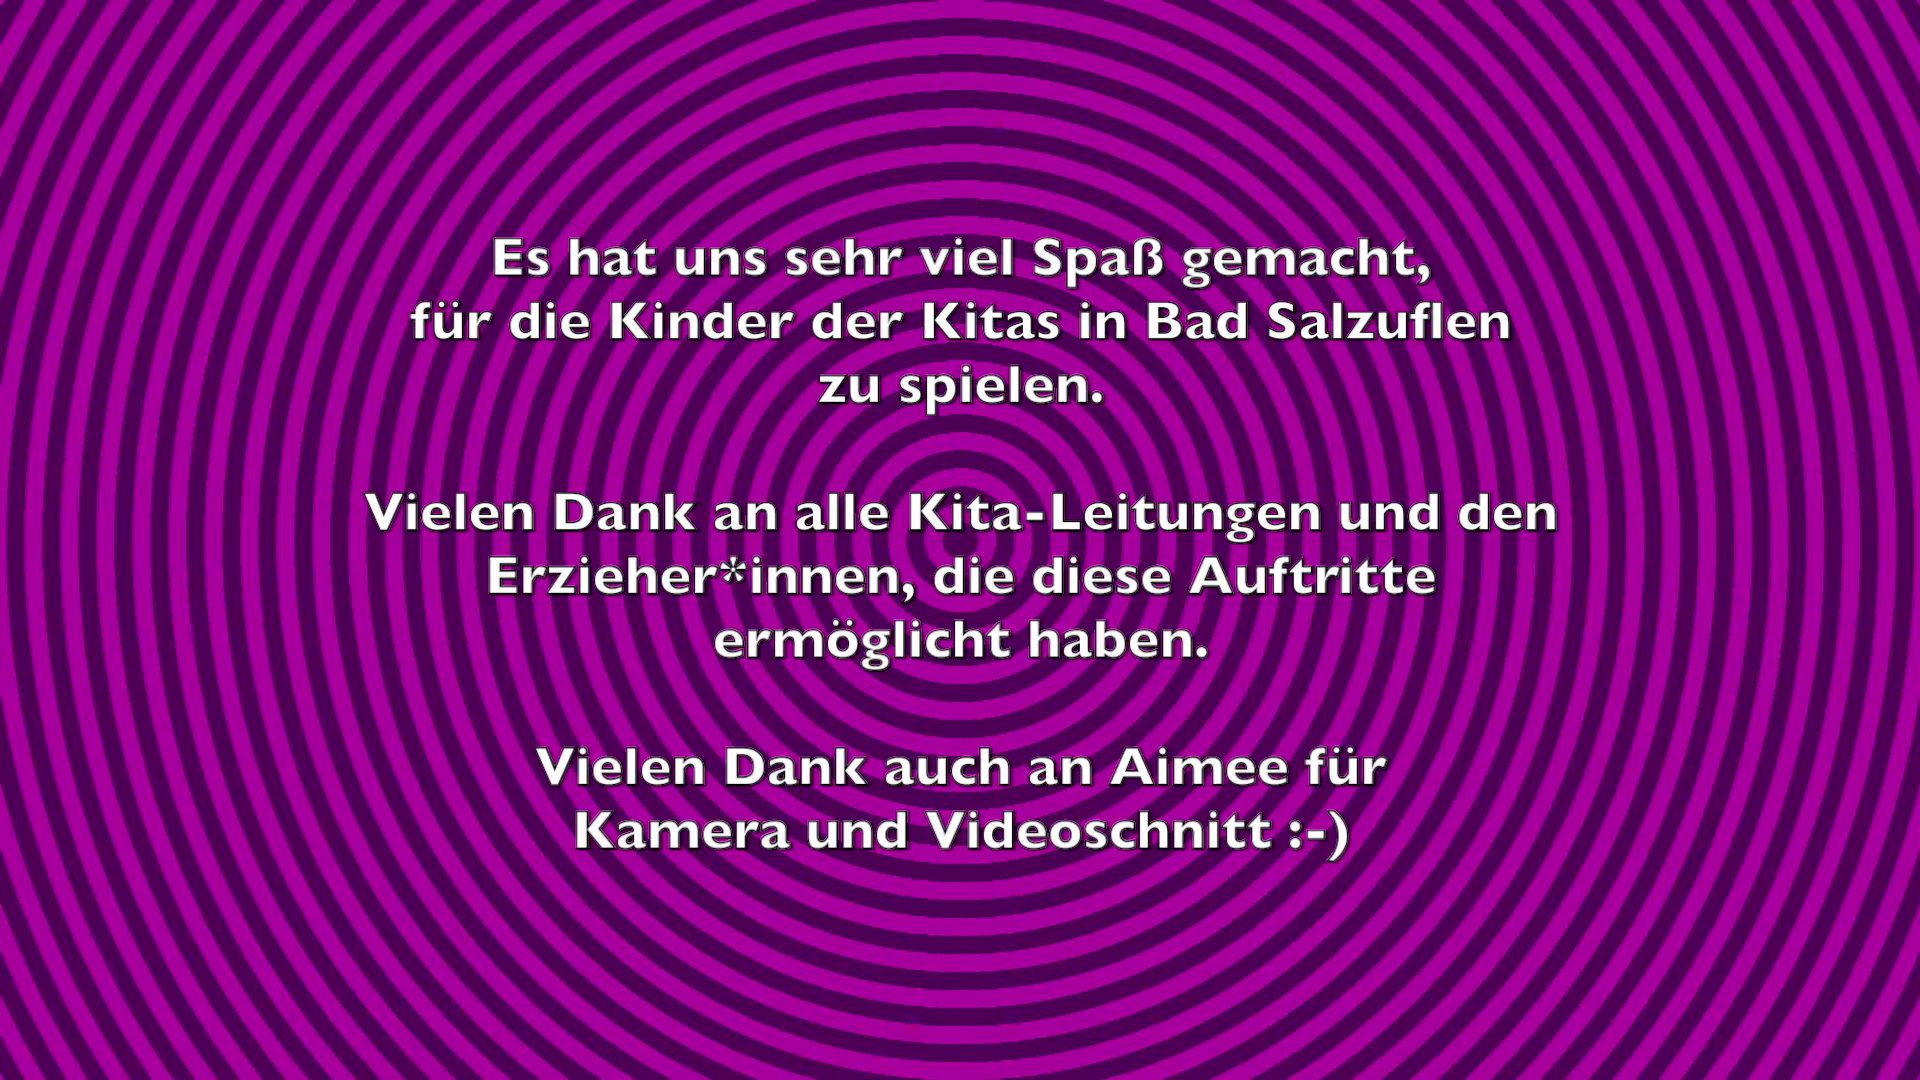 Es hat uns sehr viel Spaß gemacht,
für die Kinder der Kitas in Bad Salzuflen
zu spielen.
Vielen Dank an alle Kita-Leitungen und den
Erzieher*innen, die diese Auftritte
ermöglicht haben.
Vielen Dank auch an Aimee für
Kamera und Videoschnitt :-)